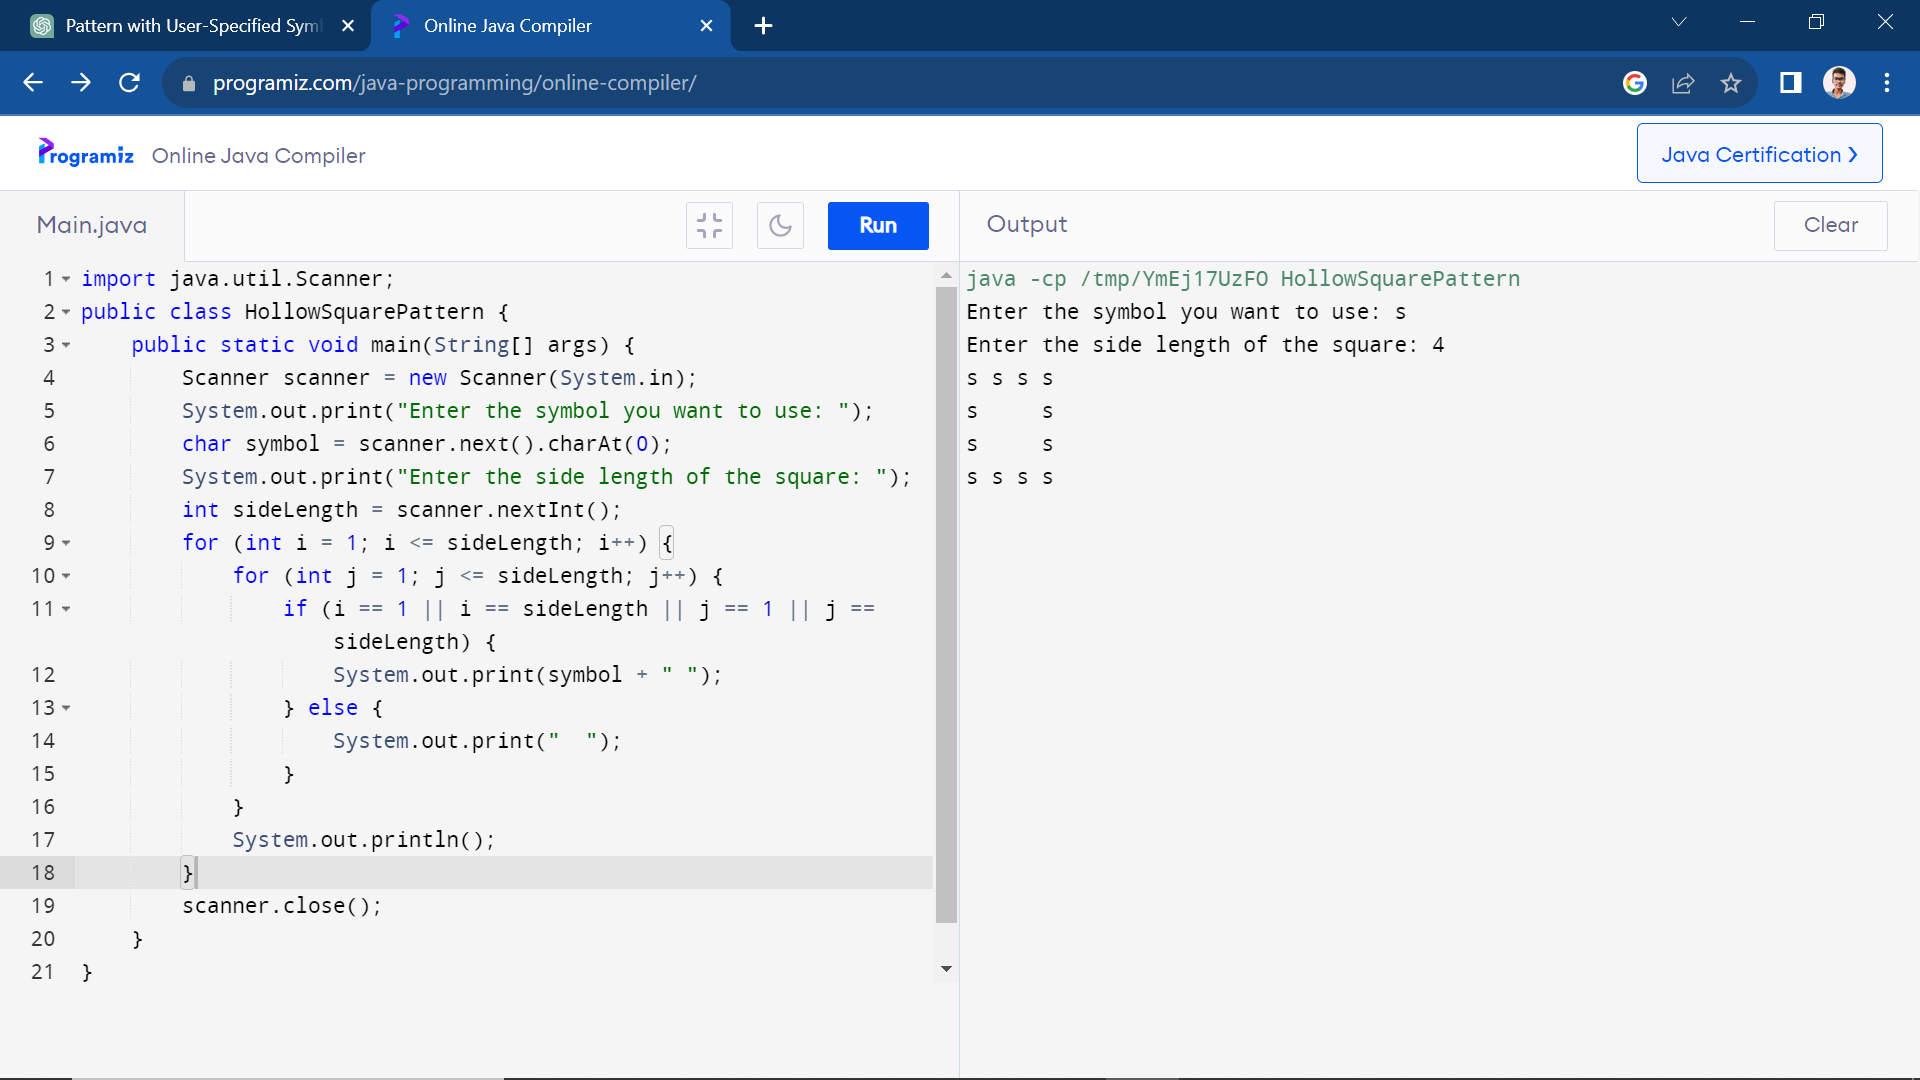 Pattern with User-Specified Sym
Online Java Compiler
programiz.com/java-programming/online-compiler/
Programiz Online Java Compiler
Java Certification ❯
Main.java
Run
Output
Clear
1 import java.util.Scanner;
2 public class HollowSquarePattern {
3     public static void main(String[] args) {
4         Scanner scanner = new Scanner(System.in);
5         System.out.print("Enter the symbol you want to use: ");
6         char symbol = scanner.next().charAt(0);
7         System.out.print("Enter the side length of the square: ");
8         int sideLength = scanner.nextInt();
9         for (int i = 1; i <= sideLength; i++) {
10             for (int j = 1; j <= sideLength; j++) {
11                 if (i == 1 || i == sideLength || j == 1 || j ==
                    sideLength) {
12                     System.out.print(symbol + " ");
13                 } else {
14                     System.out.print("  ");
15                 }
16             }
17             System.out.println();
18         }
19         scanner.close();
20     }
21 }
java -cp /tmp/YmEj17UzFO HollowSquarePattern
Enter the symbol you want to use: s
Enter the side length of the square: 4
s s s s
s     s
s     s
s s s s